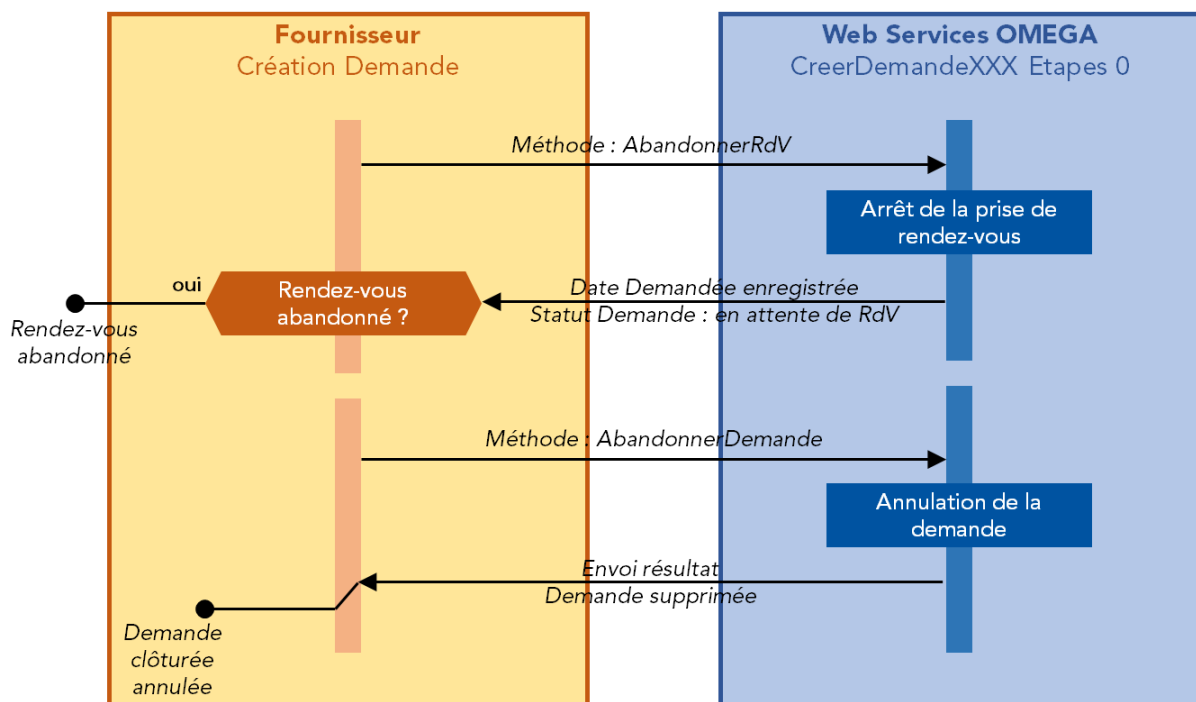 Fournisseur
Création Demande
Web Services OMEGA
CreerDemandeXXX Etapes 0
Méthode : AbandonnerRdV
Arrêt de la prise de
rendez-vous
oui
Rendez-vous
abandonné ?
Date Demandée enregistrée
Statut Demande : en attente de RdV
Rendez-vous
abandonné
Méthode : AbandonnerDemande
Annulation de la
demande
Envoi résultat
Demande supprimée
Demande
clôturée
annulée